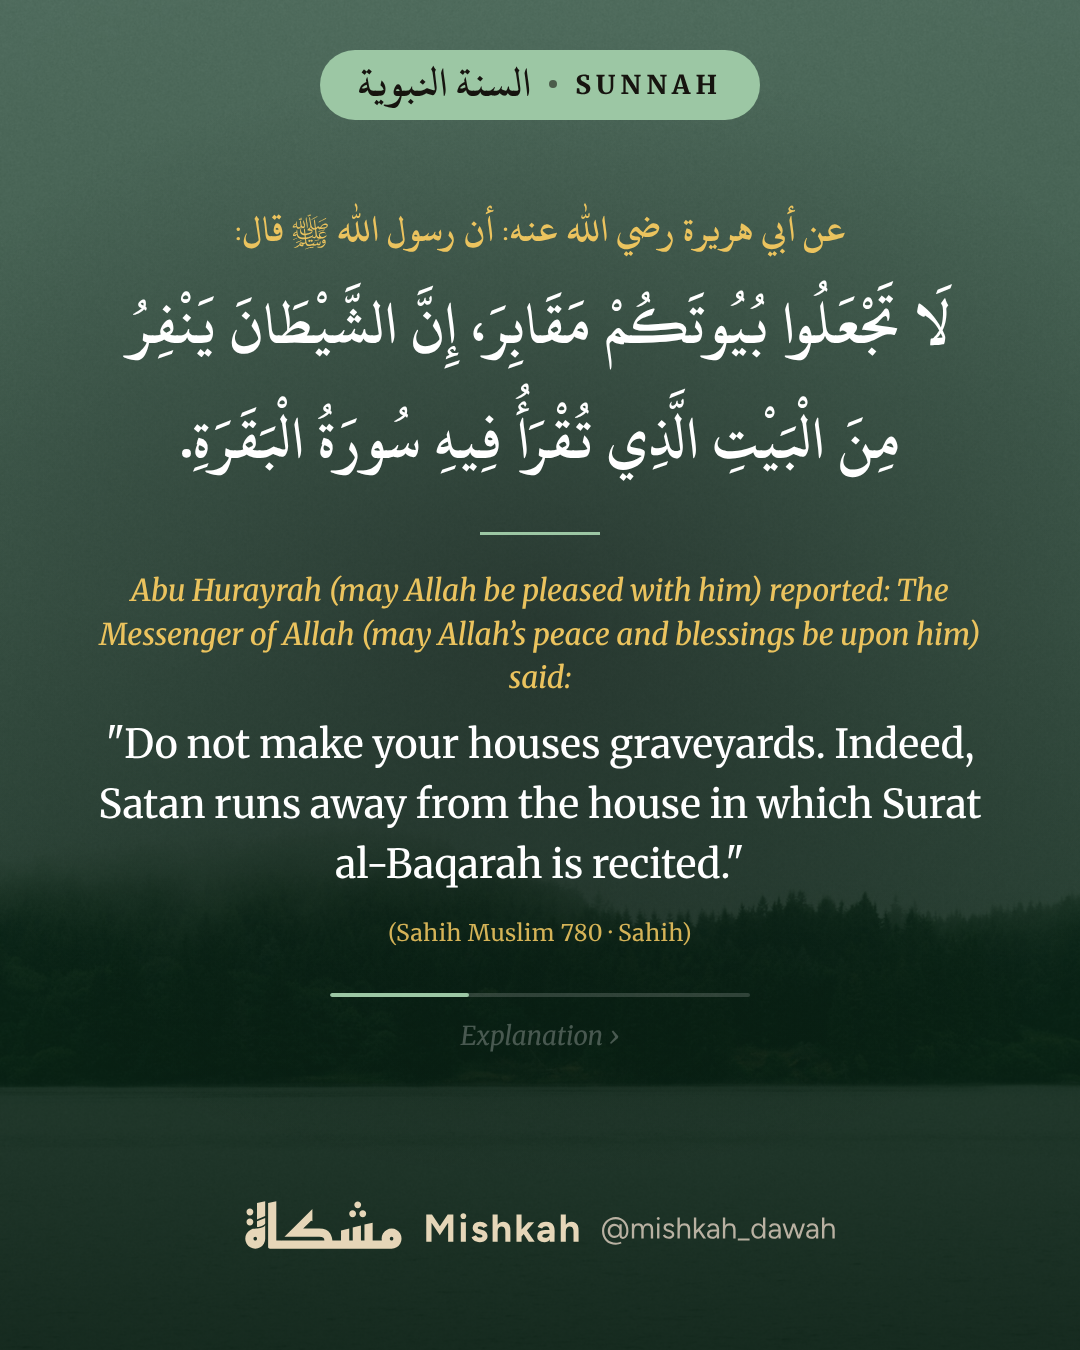 السنة النبوية • SUNNAH
عن أبي هريرة رضي الله عنه: أن رسول الله ﷺ قال:
لَا تَجْعَلُوا بُيُوتَكُمْ مَقَابِرَ، إِنَّ الشَّيْطَانَ يَنْفِرُ
مِنَ الْبَيْتِ الَّذِي تُقْرَأُ فِيهِ سُورَةُ الْبَقَرَةِ.
Abu Hurayrah (may Allah be pleased with him) reported: The
Messenger of Allah (may Allah’s peace and blessings be upon him)
said:
"Do not make your houses graveyards. Indeed,
Satan runs away from the house in which Surat
al-Baqarah is recited."
(Sahih Muslim 780 · Sahih)
Explanation ›
مشكاة Mishkah @mishkah_dawah